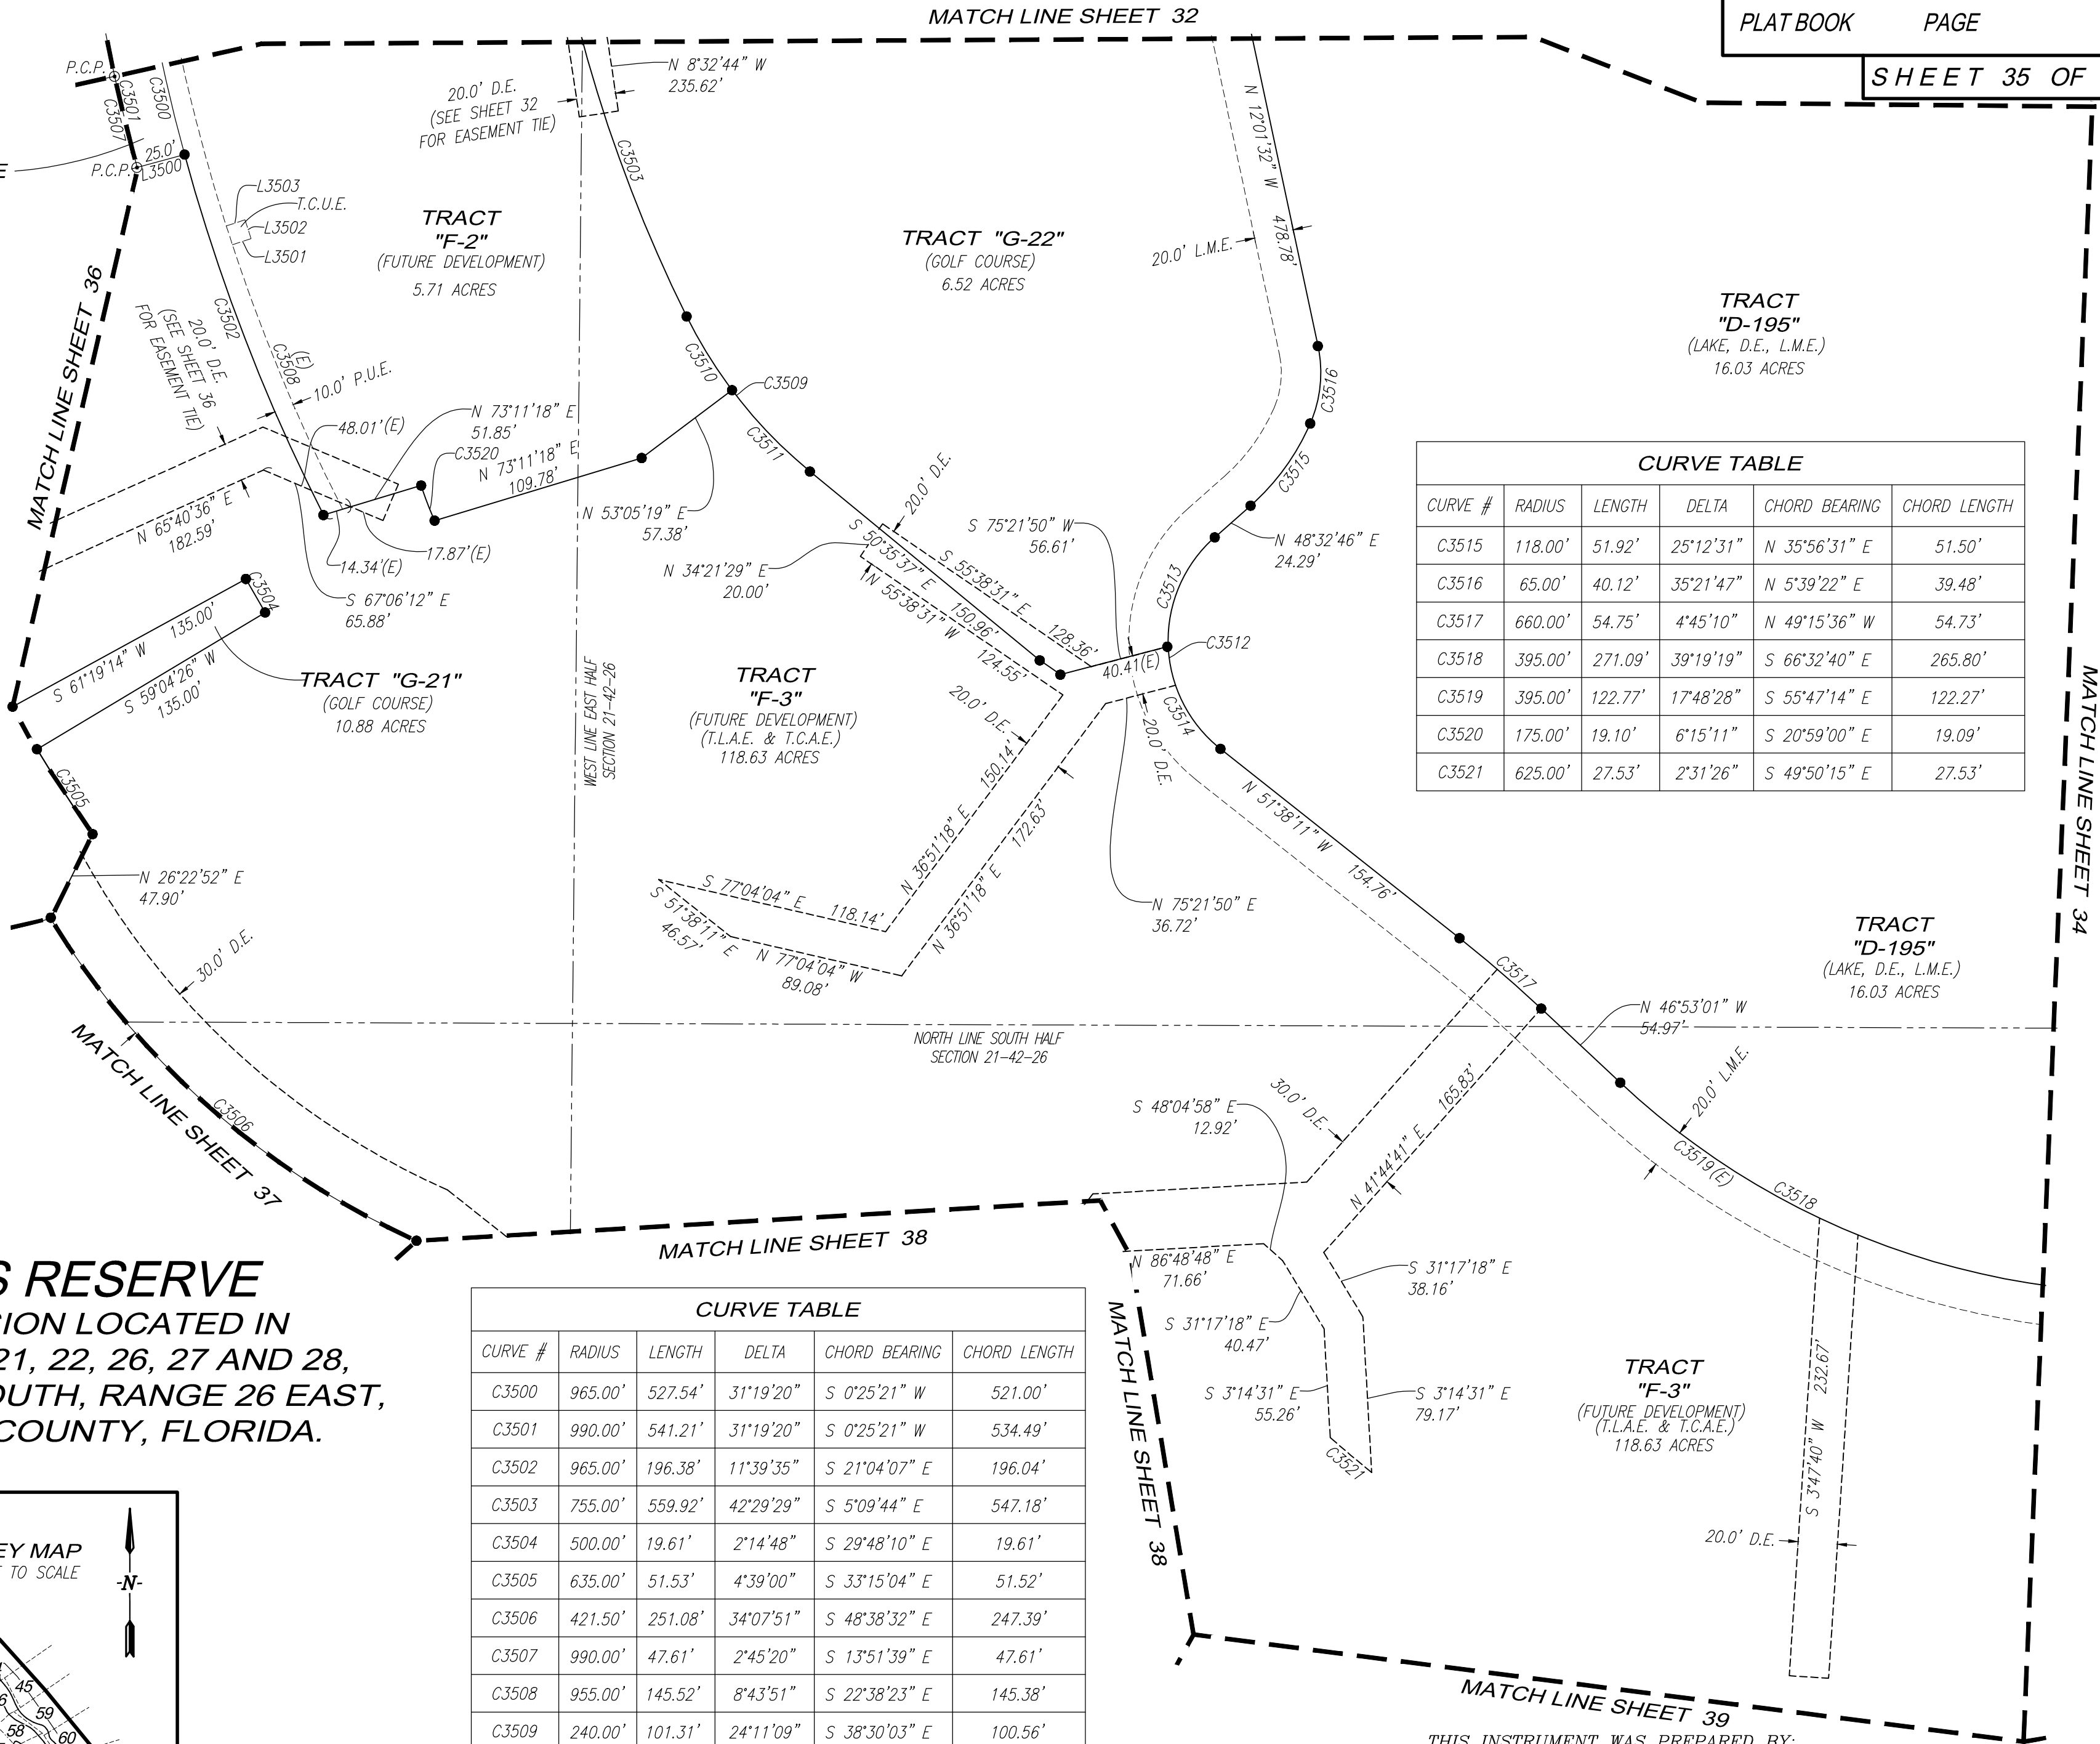 MATCH LINE SHEET 32
PLAT BOOK PAGE
SHEET 35 OF
P.C.P.
C3501
C3500
C3507
25.0'
P.C.P.
L3500
E
20.0' D.E.
(SEE SHEET 32
FOR EASEMENT TIE)
N 8°32'44" W
235.62'
C3503
L3503
T.C.U.E.
L3502
L3501
TRACT
"F-2"
(FUTURE DEVELOPMENT)
5.71 ACRES
TRACT "G-22"
(GOLF COURSE)
6.52 ACRES
N 12°01'32" W
478.78'
20.0' L.M.E.
TRACT
"D-195"
(LAKE, D.E., L.M.E.)
16.03 ACRES
MATCH LINE SHEET 36
20.0' D.E.
(SEE SHEET 36
FOR EASEMENT TIE)
C3502
(E)
C3508
10.0' P.U.E.
48.01'(E)
N 73°11'18" E
51.85'
C3520
N 73°11'18" E
109.78'
C3510
C3509
C3511
C3516
C3515
N 65°40'36" E
182.59'
14.34'(E)
17.87'(E)
S 67°06'12" E
65.88'
N 53°05'19" E
57.38'
N 34°21'29" E
20.00'
20.0' D.E.
S 50°35'37" E
150.96'
S 55°38'31" E
128.36'
N 55°38'31" W
124.55'
S 75°21'50" W
56.61'
N 48°32'46" E
24.29'
C3513
C3512
40.41(E)
C3514
20.0' D.E.
C3504
S 61°19'14" W 135.00'
S 59°04'26" W
135.00'
TRACT "G-21"
(GOLF COURSE)
10.88 ACRES
C3505
N 26°22'52" E
47.90'
30.0' D.E.
WEST LINE EAST HALF
SECTION 21-42-26
TRACT
"F-3"
(FUTURE DEVELOPMENT)
(T.L.A.E. & T.C.A.E.)
118.63 ACRES
20.0' D.E.
N 36°51'18" E 150.14'
N 36°51'18" E 172.63'
S 77°04'04" E 118.14'
S 51°38'11" E
46.57'
N 77°04'04" W
89.08'
N 75°21'50" E
36.72'
N 51°38'11" W 154.76'
C3517
CURVE TABLE
CURVE # RADIUS LENGTH DELTA CHORD BEARING CHORD LENGTH
C3515 118.00' 51.92' 25°12'31" N 35°56'31" E 51.50'
C3516 65.00' 40.12' 35°21'47" N 5°39'22" E 39.48'
C3517 660.00' 54.75' 4°45'10" N 49°15'36" W 54.73'
C3518 395.00' 271.09' 39°19'19" S 66°32'40" E 265.80'
C3519 395.00' 122.77' 17°48'28" S 55°47'14" E 122.27'
C3520 175.00' 19.10' 6°15'11" S 20°59'00" E 19.09'
C3521 625.00' 27.53' 2°31'26" S 49°50'15" E 27.53'
MATCH LINE SHEET 34
TRACT
"D-195"
(LAKE, D.E., L.M.E.)
16.03 ACRES
N 46°53'01" W
54.97'
20.0' L.M.E.
C3519(E)
C3518
NORTH LINE SOUTH HALF
SECTION 21-42-26
MATCH LINE SHEET 37
C3506
S 48°04'58" E
12.92'
30.0' D.E.
N 41°44'41" E 165.83'
MATCH LINE SHEET 38
N 86°48'48" E
71.66'
S 31°17'18" E
38.16'
S 31°17'18" E
40.47'
S 3°14'31" E
55.26'
S 3°14'31" E
79.17'
C3521
MATCH LINE SHEET 38
TRACT
"F-3"
(FUTURE DEVELOPMENT)
(T.L.A.E. & T.C.A.E.)
118.63 ACRES
S 3°47'40" W 232.67'
20.0' D.E.
MATCH LINE SHEET 39
THIS INSTRUMENT WAS PREPARED BY:
S RESERVE
SION LOCATED IN
21, 22, 26, 27 AND 28,
OUTH, RANGE 26 EAST,
COUNTY, FLORIDA.
EY MAP
TO SCALE
-N-
45
59
58
60
CURVE TABLE
CURVE # RADIUS LENGTH DELTA CHORD BEARING CHORD LENGTH
C3500 965.00' 527.54' 31°19'20" S 0°25'21" W 521.00'
C3501 990.00' 541.21' 31°19'20" S 0°25'21" W 534.49'
C3502 965.00' 196.38' 11°39'35" S 21°04'07" E 196.04'
C3503 755.00' 559.92' 42°29'29" S 5°09'44" E 547.18'
C3504 500.00' 19.61' 2°14'48" S 29°48'10" E 19.61'
C3505 635.00' 51.53' 4°39'00" S 33°15'04" E 51.52'
C3506 421.50' 251.08' 34°07'51" S 48°38'32" E 247.39'
C3507 990.00' 47.61' 2°45'20" S 13°51'39" E 47.61'
C3508 955.00' 145.52' 8°43'51" S 22°38'23" E 145.38'
C3509 240.00' 101.31' 24°11'09" S 38°30'03" E 100.56'